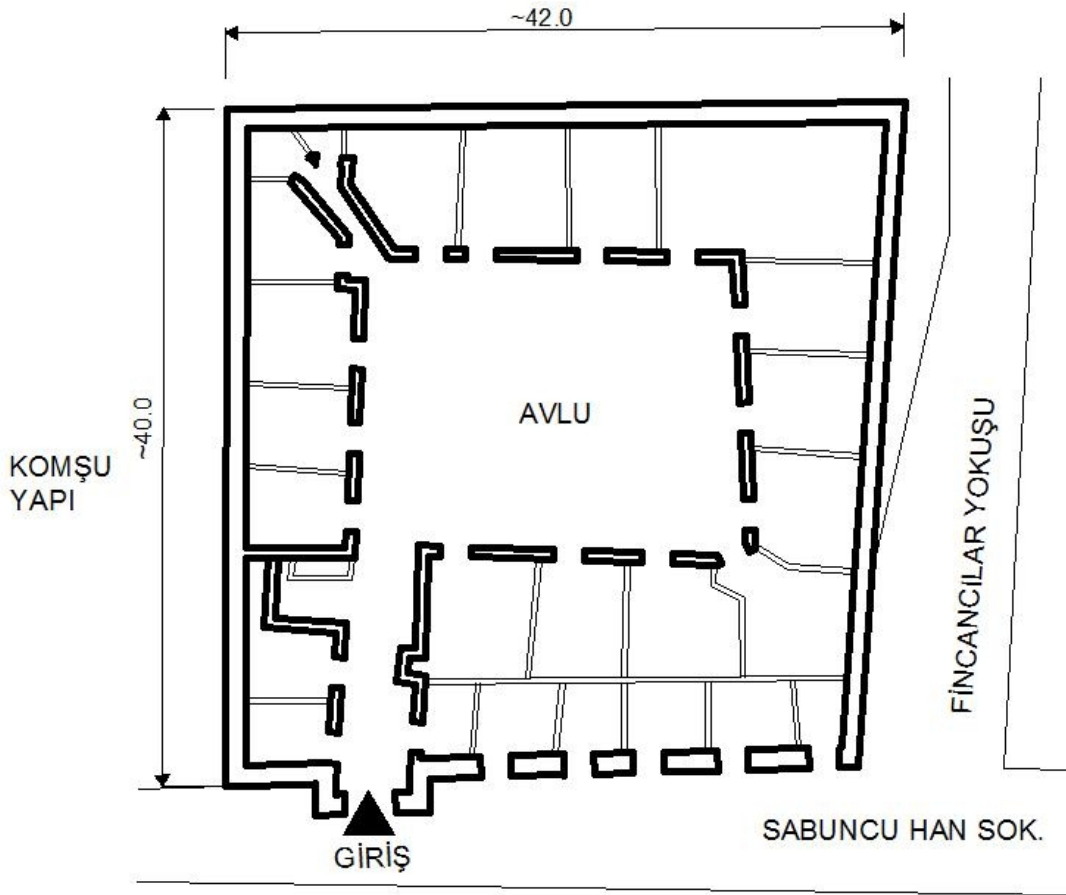 ~42.0
~40.0
AVLU
KOMŞU
YAPI
FİNCANCILAR YOKUŞU
SABUNCU HAN SOK.
GİRİŞ